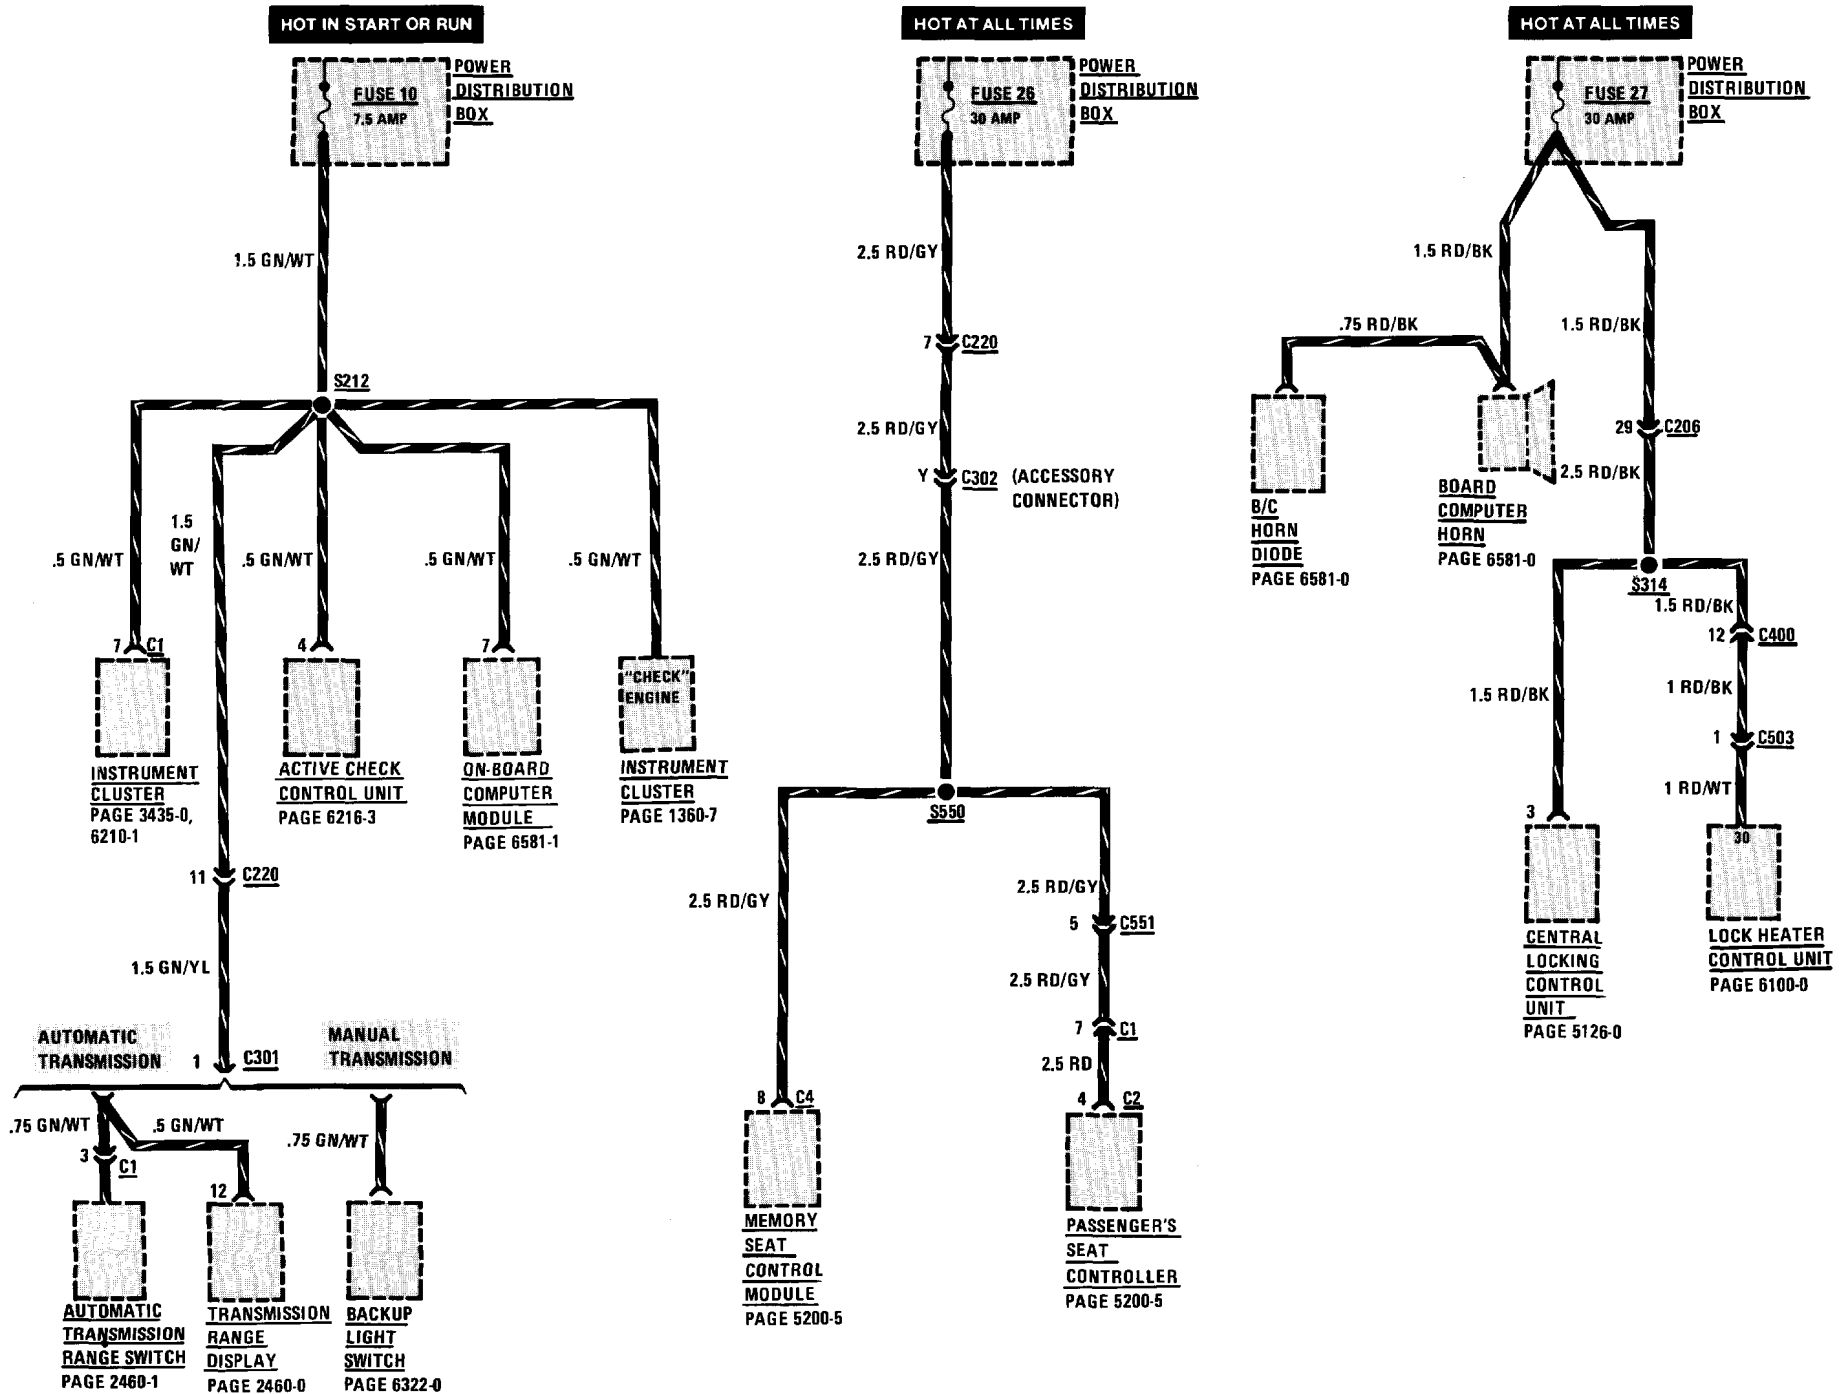 HOT IN START OR RUN
POWER
DISTRIBUTION
BOX
FUSE 10
7.5 AMP
1.5 GN/WT
S212
.5 GN/WT
1.5
GN/
WT
.5 GN/WT
.5 GN/WT
.5 GN/WT
7 C1
4
7
"CHECK"
ENGINE
INSTRUMENT
CLUSTER
PAGE 3435-0,
6210-1
ACTIVE CHECK
CONTROL UNIT
PAGE 6216-3
ON-BOARD
COMPUTER
MODULE
PAGE 6581-1
INSTRUMENT
CLUSTER
PAGE 1360-7
11 C220
1.5 GN/YL
AUTOMATIC
TRANSMISSION
1 C301
MANUAL
TRANSMISSION
.75 GN/WT
.5 GN/WT
.75 GN/WT
3 C1
12
AUTOMATIC
TRANSMISSION
RANGE SWITCH
PAGE 2460-1
TRANSMISSION
RANGE
DISPLAY
PAGE 2460-0
BACKUP
LIGHT
SWITCH
PAGE 6322-0
HOT AT ALL TIMES
POWER
DISTRIBUTION
BOX
FUSE 26
30 AMP
2.5 RD/GY
7 C220
2.5 RD/GY
Y C302 (ACCESSORY
CONNECTOR)
2.5 RD/GY
S550
2.5 RD/GY
2.5 RD/GY
5 C551
2.5 RD/GY
7 C1
2.5 RD
8 C4
4 C2
MEMORY
SEAT
CONTROL
MODULE
PAGE 5200-5
PASSENGER'S
SEAT
CONTROLLER
PAGE 5200-5
HOT AT ALL TIMES
POWER
DISTRIBUTION
BOX
FUSE 27
30 AMP
1.5 RD/BK
.75 RD/BK
1.5 RD/BK
29 C206
2.5 RD/BK
B/C
HORN
DIODE
PAGE 6581-0
BOARD
COMPUTER
HORN
PAGE 6581-0
S314
1.5 RD/BK
12 C400
1.5 RD/BK
1 RD/BK
1 C503
1 RD/WT
3
30
CENTRAL
LOCKING
CONTROL
UNIT
PAGE 5126-0
LOCK HEATER
CONTROL UNIT
PAGE 6100-0